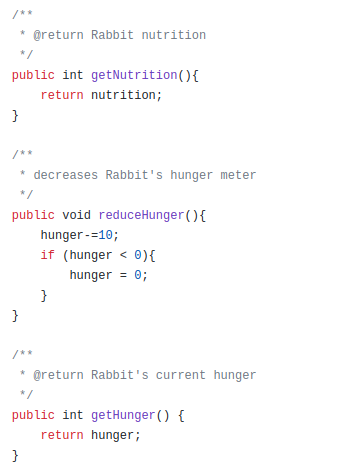 /**
 * @return Rabbit nutrition
 */
public int getNutrition(){
    return nutrition;
}

/**
 * decreases Rabbit's hunger meter
 */
public void reduceHunger(){
    hunger-=10;
    if (hunger < 0){
        hunger = 0;
    }
}

/**
 * @return Rabbit's current hunger
 */
public int getHunger() {
    return hunger;
}